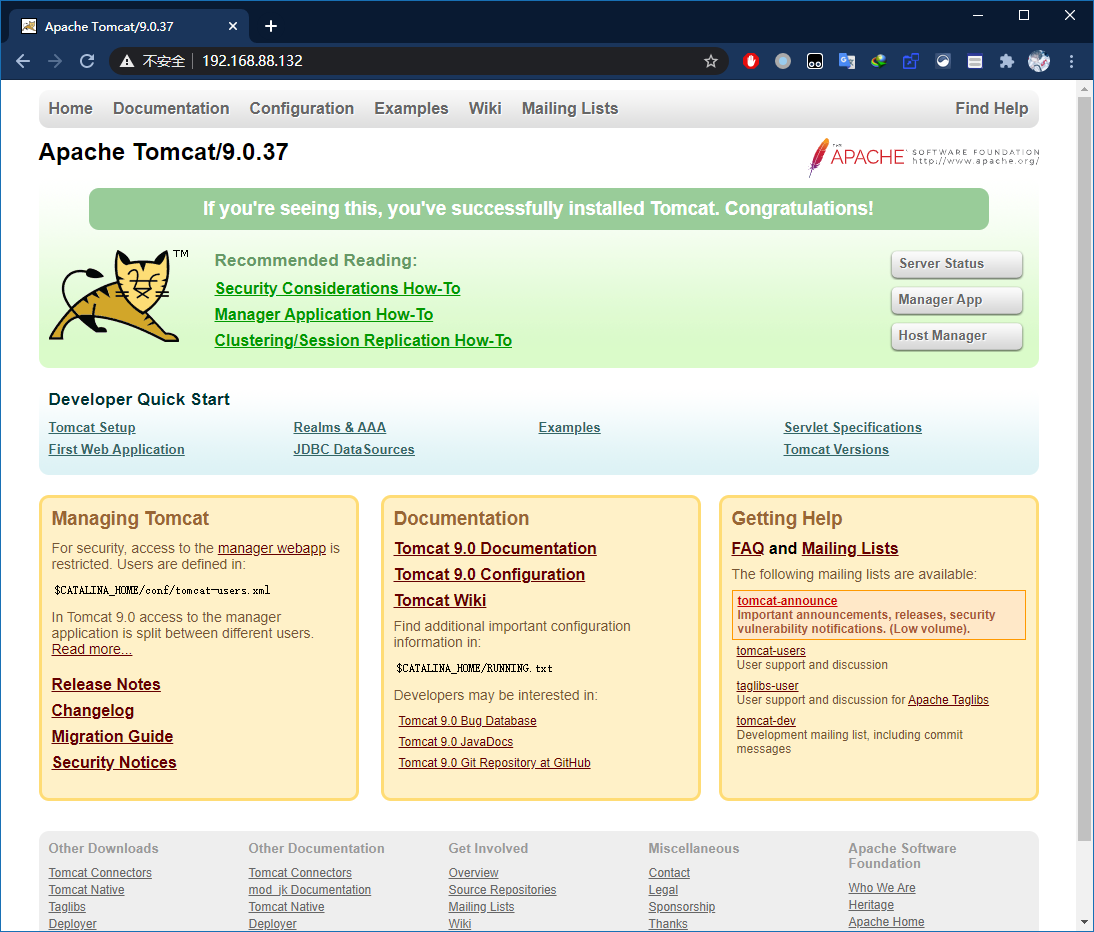 Apache Tomcat/9.0.37
不安全 192.168.88.132
Home Documentation Configuration Examples Wiki Mailing Lists Find Help
Apache Tomcat/9.0.37
THE APACHE SOFTWARE FOUNDATION
http://www.apache.org/
If you're seeing this, you've successfully installed Tomcat. Congratulations!
TM
Recommended Reading:
Security Considerations How-To
Manager Application How-To
Clustering/Session Replication How-To
Server Status
Manager App
Host Manager
Developer Quick Start
Tomcat Setup
First Web Application
Realms & AAA
JDBC DataSources
Examples
Servlet Specifications
Tomcat Versions
Managing Tomcat
For security, access to the manager webapp is
restricted. Users are defined in:
$CATALINA_HOME/conf/tomcat-users.xml
In Tomcat 9.0 access to the manager
application is split between different users.
Read more...
Release Notes
Changelog
Migration Guide
Security Notices
Documentation
Tomcat 9.0 Documentation
Tomcat 9.0 Configuration
Tomcat Wiki
Find additional important configuration
information in:
$CATALINA_HOME/RUNNING.txt
Developers may be interested in:
Tomcat 9.0 Bug Database
Tomcat 9.0 JavaDocs
Tomcat 9.0 Git Repository at GitHub
Getting Help
FAQ and Mailing Lists
The following mailing lists are available:
tomcat-announce
Important announcements, releases, security
vulnerability notifications. (Low volume).
tomcat-users
User support and discussion
taglibs-user
User support and discussion for Apache Taglibs
tomcat-dev
Development mailing list, including commit
messages
Other Downloads
Tomcat Connectors
Tomcat Native
Taglibs
Deployer
Other Documentation
Tomcat Connectors
mod_jk Documentation
Tomcat Native
Deployer
Get Involved
Overview
Source Repositories
Mailing Lists
Wiki
Miscellaneous
Contact
Legal
Sponsorship
Thanks
Apache Software
Foundation
Who We Are
Heritage
Apache Home